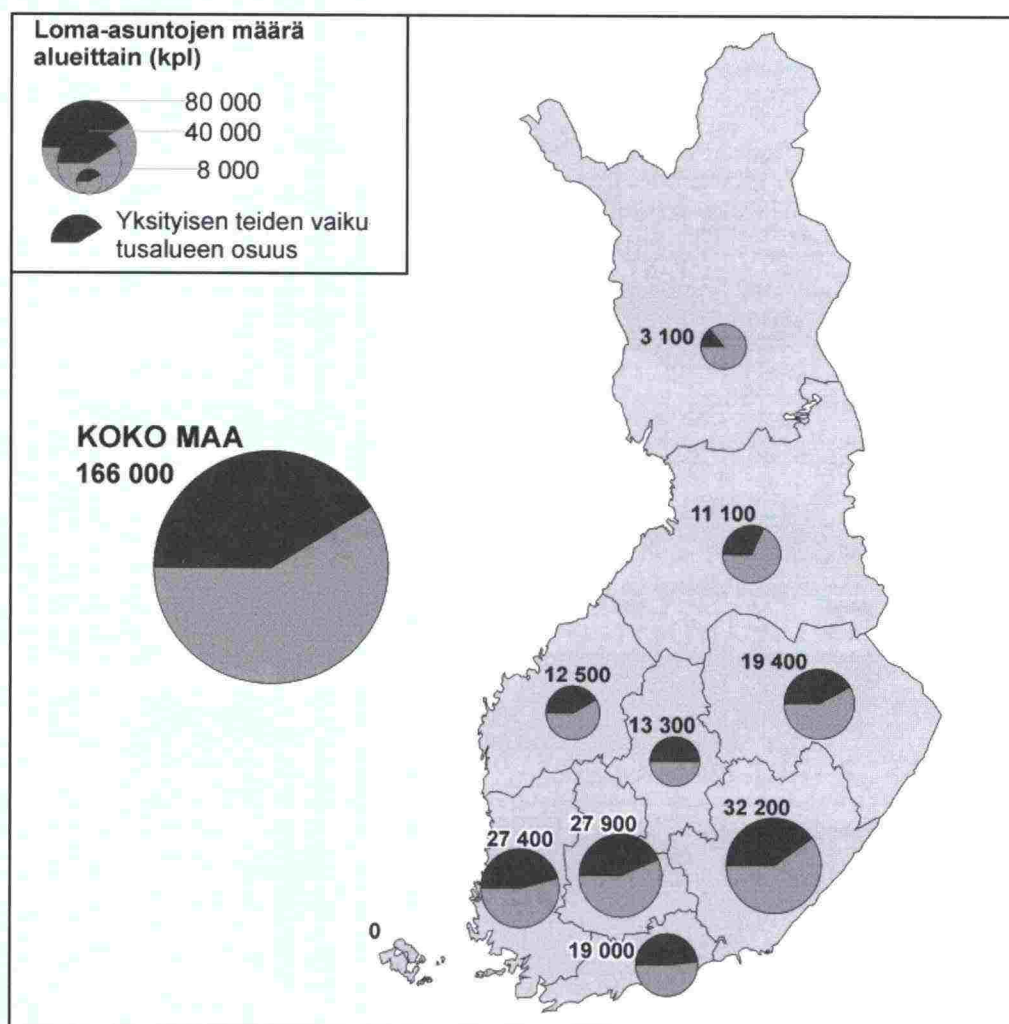 Loma-asuntojen määrä
alueittain (kpl)
80 000
40 000
8 000
Yksityisen teiden vaiku
tusalueen osuus
3 100
KOKO MAA
166 000
11 100
12 500
19 400
13 300
32 200
27 400
27 900
0
19 000